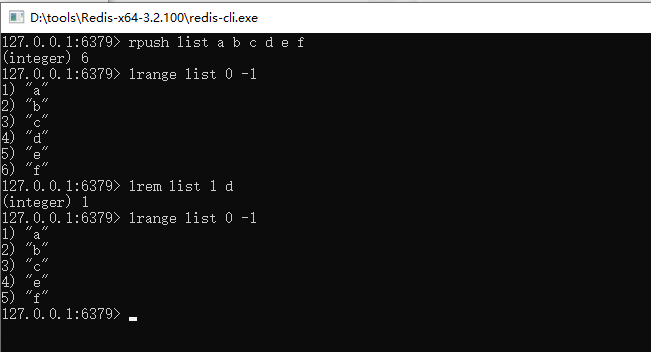 D:\tools\Redis-x64-3.2.100\redis-cli.exe
127.0.0.1:6379> rpush list a b c d e f
(integer) 6
127.0.0.1:6379> lrange list 0 -1
1) "a"
2) "b"
3) "c"
4) "d"
5) "e"
6) "f"
127.0.0.1:6379> lrem list 1 d
(integer) 1
127.0.0.1:6379> lrange list 0 -1
1) "a"
2) "b"
3) "c"
4) "e"
5) "f"
127.0.0.1:6379>